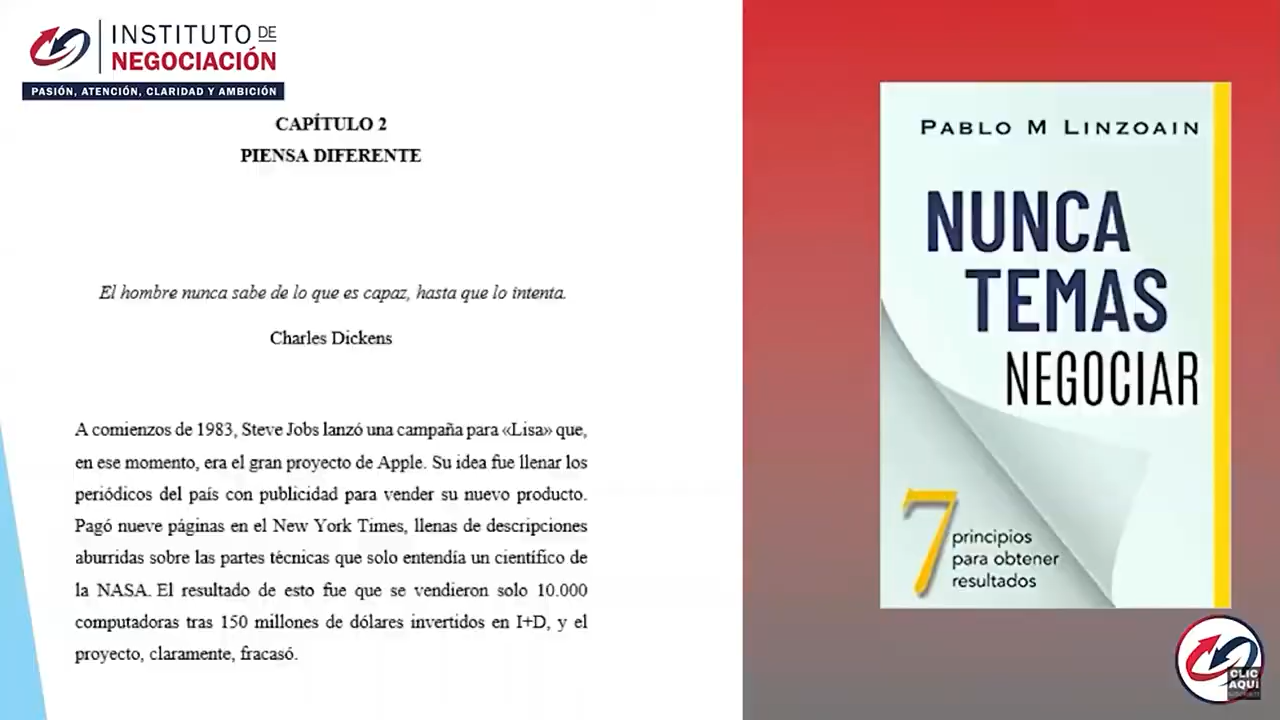 INSTITUTO DE
NEGOCIACIÓN
PASIÓN, ATENCIÓN, CLARIDAD Y AMBICIÓN
CAPÍTULO 2
PIENSA DIFERENTE
El hombre nunca sabe de lo que es capaz, hasta que lo intenta.
Charles Dickens
A comienzos de 1983, Steve Jobs lanzó una campaña para «Lisa» que,
en ese momento, era el gran proyecto de Apple. Su idea fue llenar los
periódicos del país con publicidad para vender su nuevo producto.
Pagó nueve páginas en el New York Times, llenas de descripciones
aburridas sobre las partes técnicas que solo entendía un científico de
la NASA. El resultado de esto fue que se vendieron solo 10.000
computadoras tras 150 millones de dólares invertidos en I+D, y el
proyecto, claramente, fracasó.
PABLO M LINZOAIN
NUNCA
TEMAS
NEGOCIAR
7 principios
para obtener
resultados
CLIC
AQUÍ